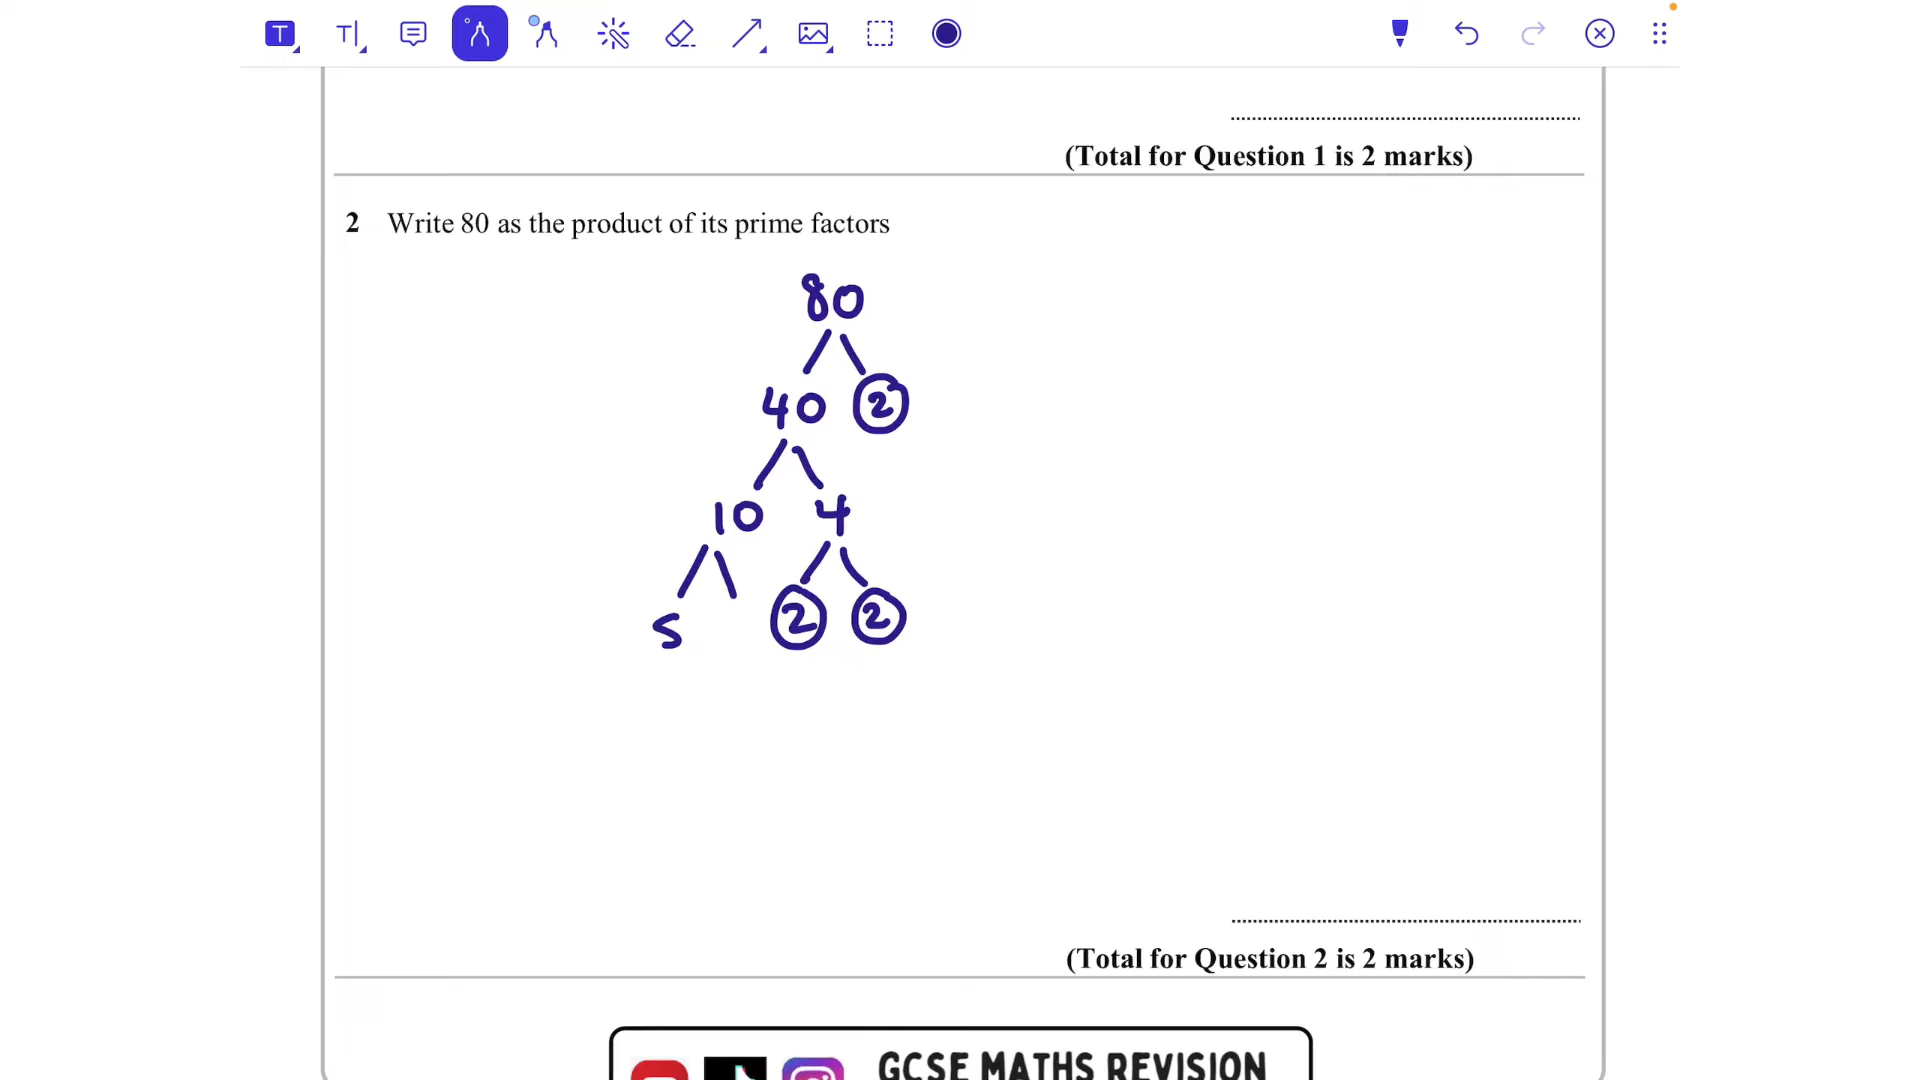 T T
(Total for Question 1 is 2 marks)
2 Write 80 as the product of its prime factors
80
40 2
10 4
5 2 2
(Total for Question 2 is 2 marks)
GCSE MATHS REVISION